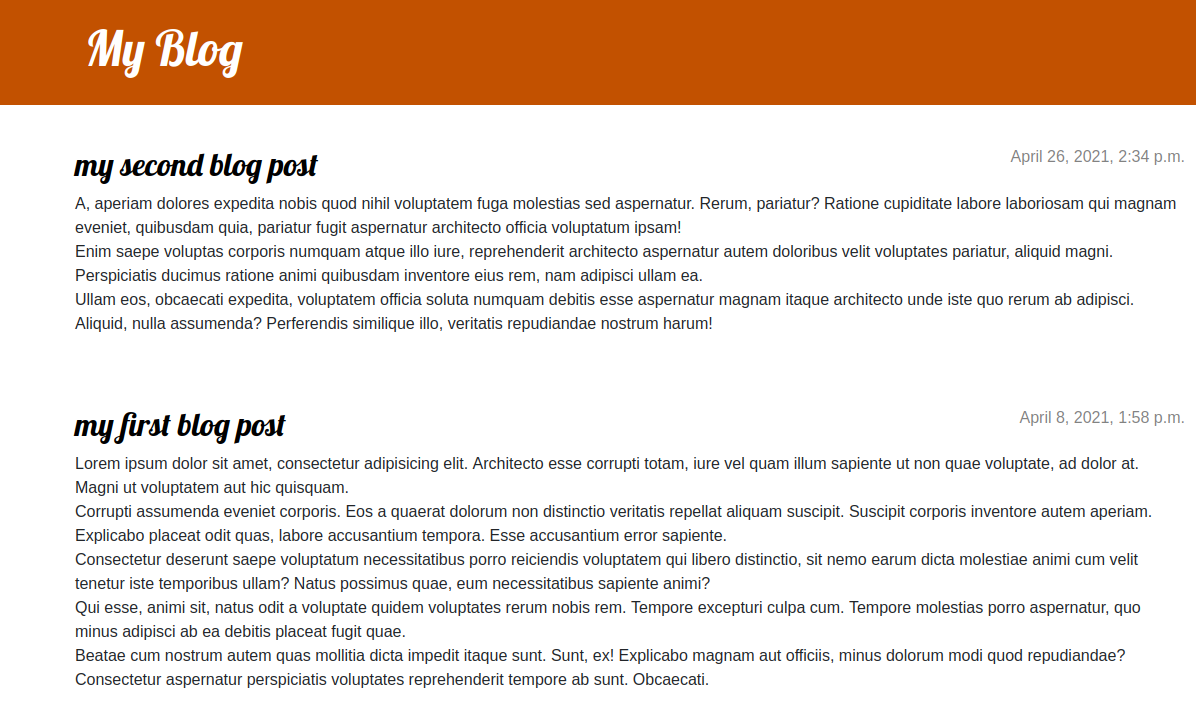 My Blog
my second blog post
April 26, 2021, 2:34 p.m.
A, aperiam dolores expedita nobis quod nihil voluptatem fuga molestias sed aspernatur. Rerum, pariatur? Ratione cupiditate labore laboriosam qui magnam
eveniet, quibusdam quia, pariatur fugit aspernatur architecto officia voluptatum ipsam!
Enim saepe voluptas corporis numquam atque illo iure, reprehenderit architecto aspernatur autem doloribus velit voluptates pariatur, aliquid magni.
Perspiciatis ducimus ratione animi quibusdam inventore eius rem, nam adipisci ullam ea.
Ullam eos, obcaecati expedita, voluptatem officia soluta numquam debitis esse aspernatur magnam itaque architecto unde iste quo rerum ab adipisci.
Aliquid, nulla assumenda? Perferendis similique illo, veritatis repudiandae nostrum harum!
my first blog post
April 8, 2021, 1:58 p.m.
Lorem ipsum dolor sit amet, consectetur adipisicing elit. Architecto esse corrupti totam, iure vel quam illum sapiente ut non quae voluptate, ad dolor at.
Magni ut voluptatem aut hic quisquam.
Corrupti assumenda eveniet corporis. Eos a quaerat dolorum non distinctio veritatis repellat aliquam suscipit. Suscipit corporis inventore autem aperiam.
Explicabo placeat odit quas, labore accusantium tempora. Esse accusantium error sapiente.
Consectetur deserunt saepe voluptatum necessitatibus porro reiciendis voluptatem qui libero distinctio, sit nemo earum dicta molestiae animi cum velit
tenetur iste temporibus ullam? Natus possimus quae, eum necessitatibus sapiente animi?
Qui esse, animi sit, natus odit a voluptate quidem voluptates rerum nobis rem. Tempore excepturi culpa cum. Tempore molestias porro aspernatur, quo
minus adipisci ab ea debitis placeat fugit quae.
Beatae cum nostrum autem quas mollitia dicta impedit itaque sunt. Sunt, ex! Explicabo magnam aut officiis, minus dolorum modi quod repudiandae?
Consectetur aspernatur perspiciatis voluptates reprehenderit tempore ab sunt. Obcaecati.